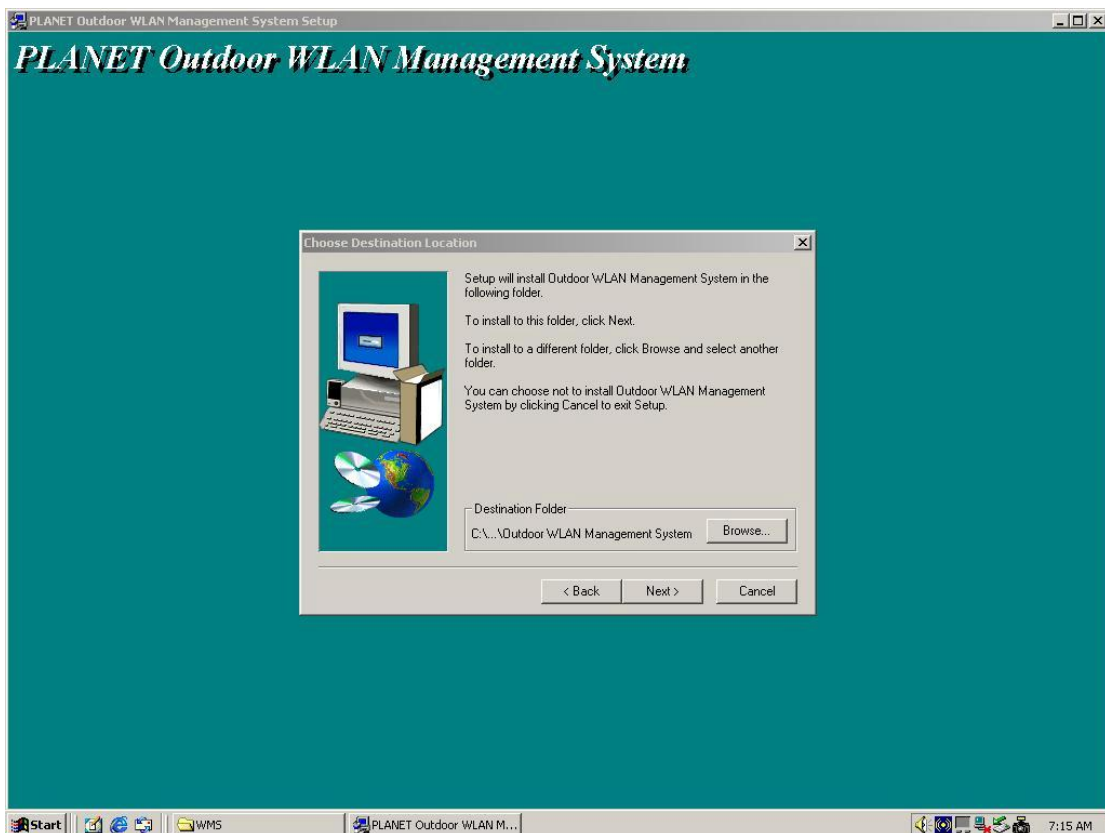 PLANET Outdoor WLAN Management System Setup
PLANET Outdoor WLAN Management System
Choose Destination Location
Setup will install Outdoor WLAN Management System in the
following folder.
To install to this folder, click Next.
To install to a different folder, click Browse and select another
folder.
You can choose not to install Outdoor WLAN Management
System by clicking Cancel to exit Setup.
Destination Folder
C:\...\Outdoor WLAN Management System
Browse...
< Back
Next >
Cancel
Start
WMS
PLANET Outdoor WLAN M...
7:15 AM